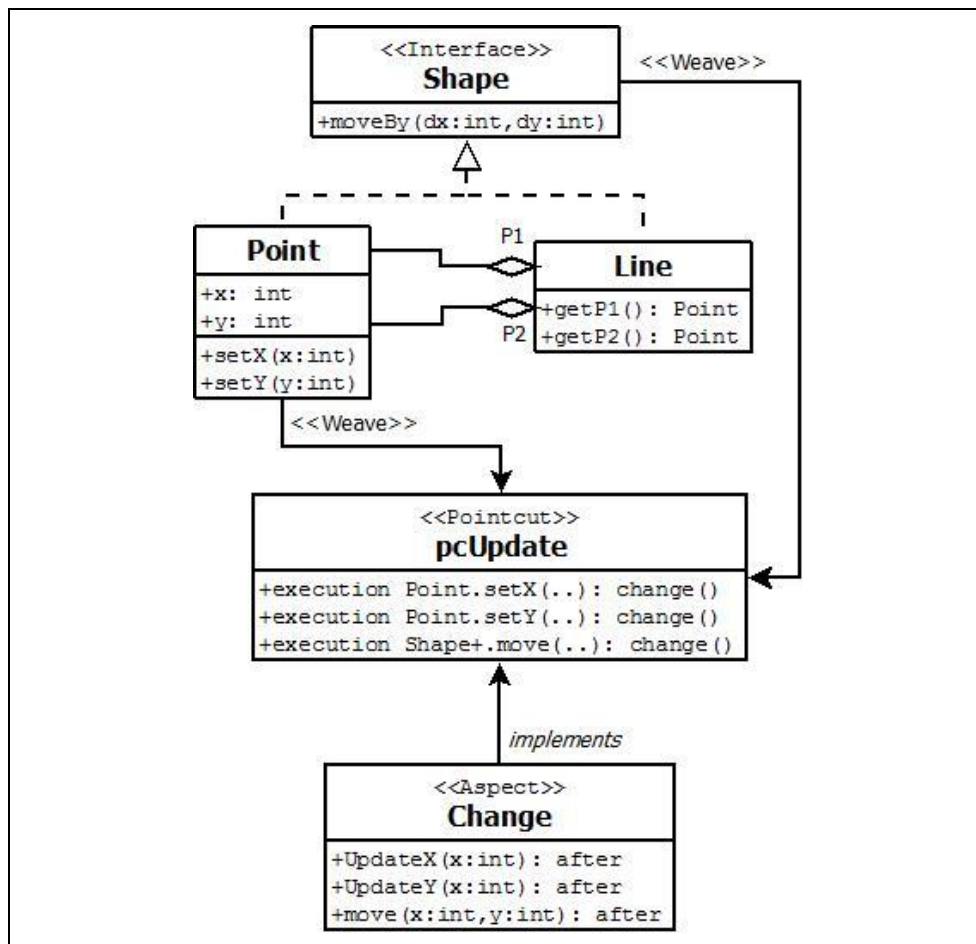 <<Interface>>
Shape
+moveBy(dx:int,dy:int)
<<Weave>>
Point
+x: int
+y: int
+setX(x:int)
+setY(y:int)
P1
P2
Line
+getP1(): Point
+getP2(): Point
<<Weave>>
<<Pointcut>>
pcUpdate
+execution Point.setX(..): change()
+execution Point.setY(..): change()
+execution Shape+.move(..): change()
implements
<<Aspect>>
Change
+UpdateX(x:int): after
+UpdateY(x:int): after
+move(x:int,y:int): after